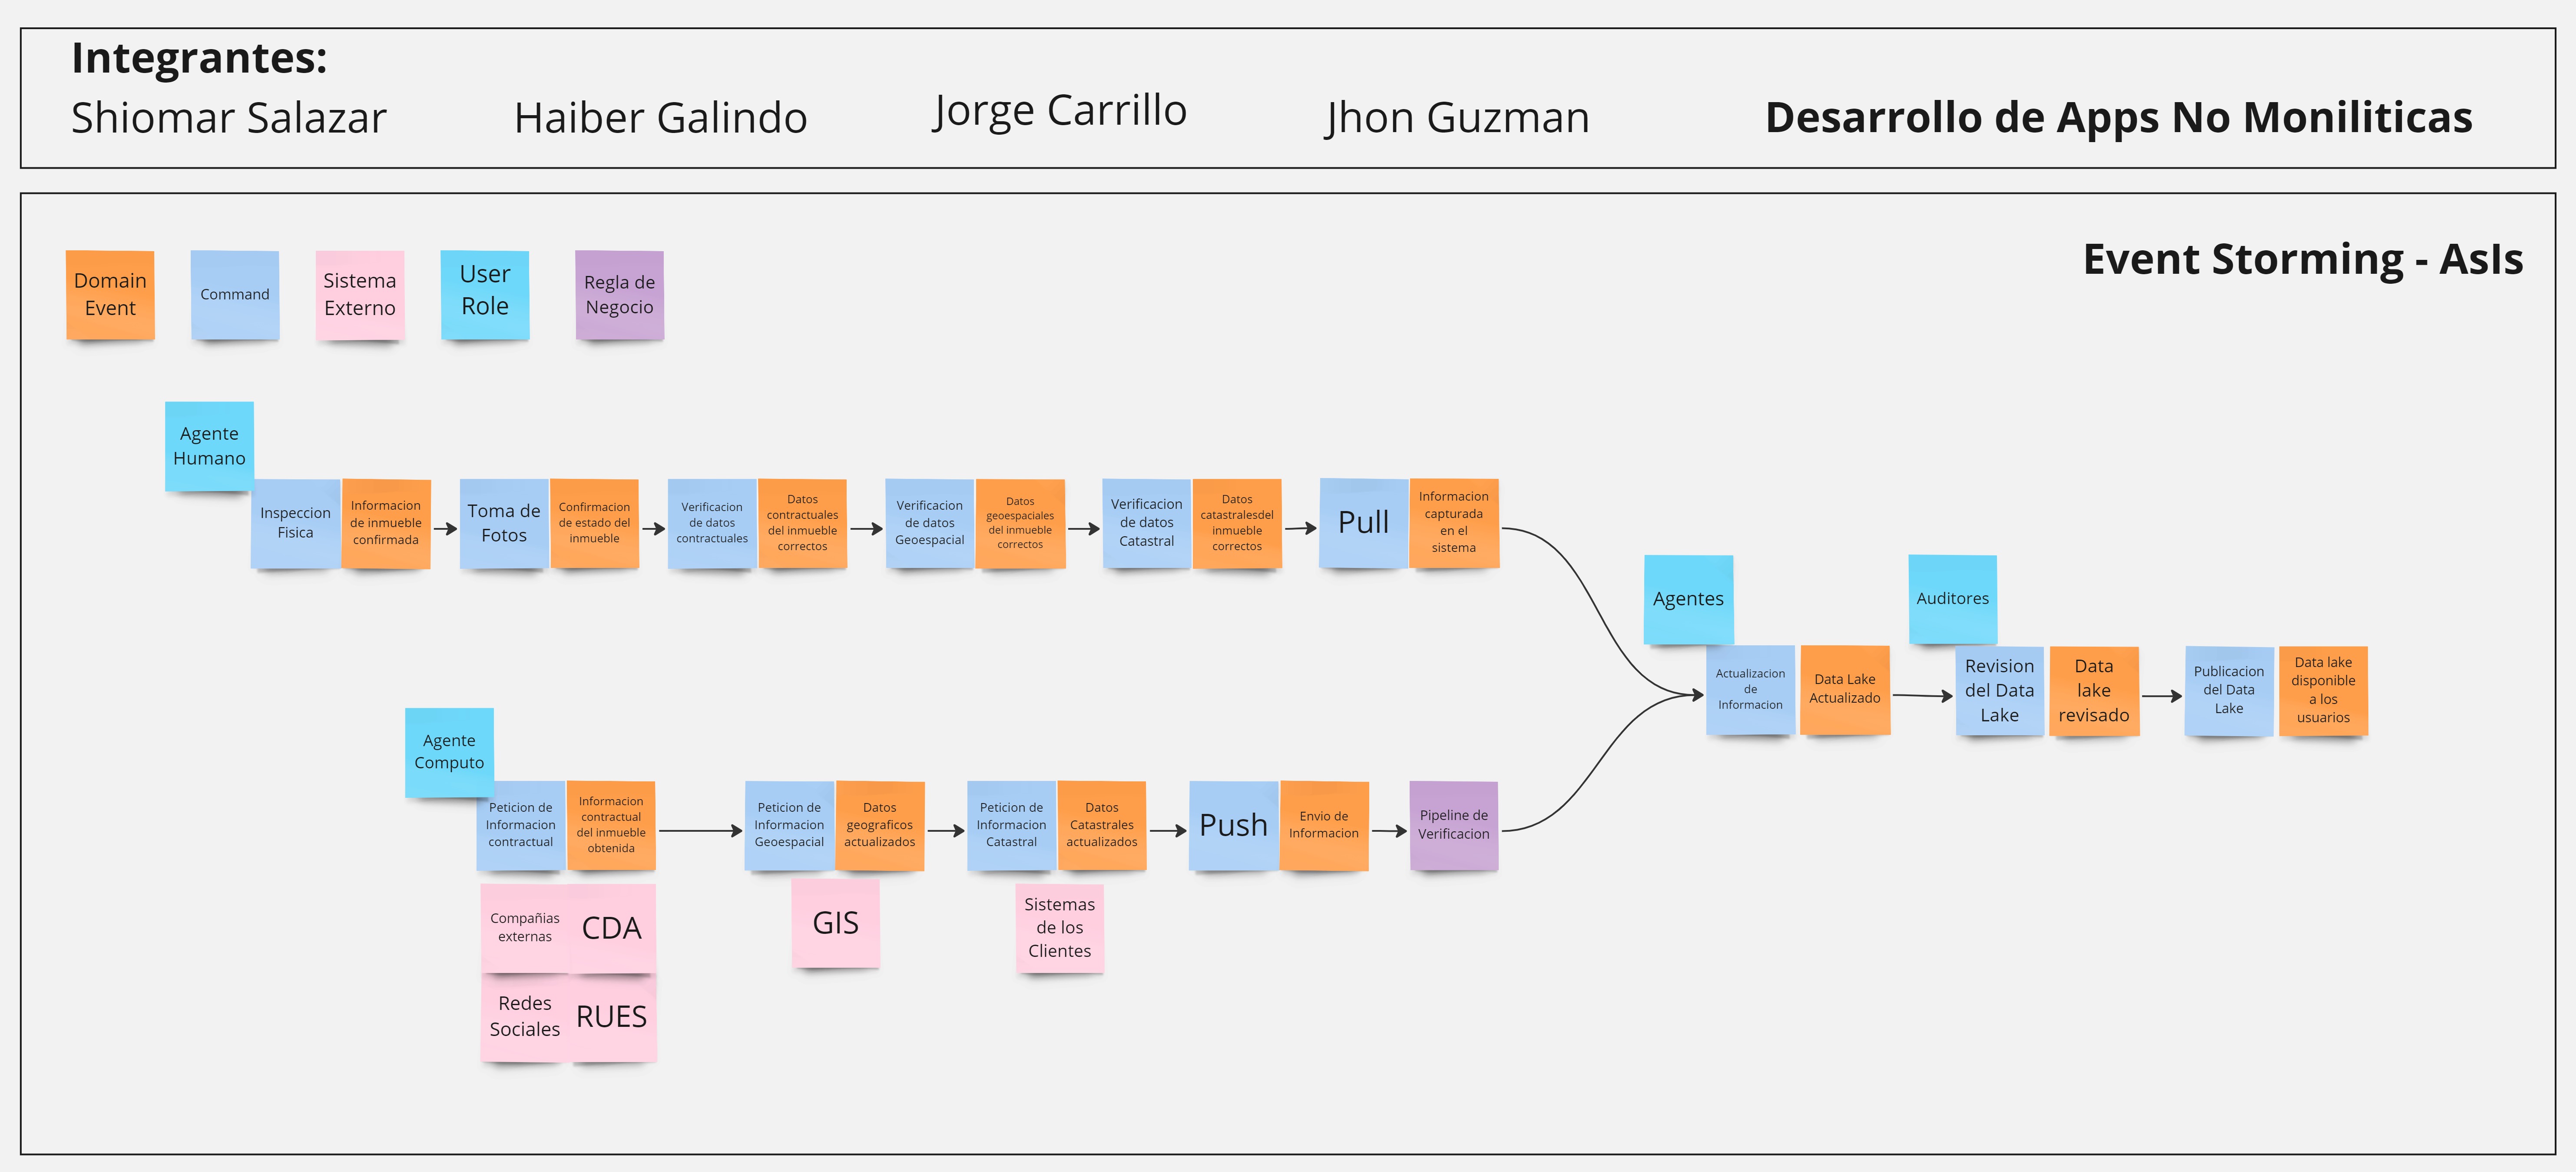 Integrantes:
Shiomar Salazar
Haiber Galindo
Jorge Carrillo
Jhon Guzman
Desarrollo de Apps No Moniliticas
Event Storming - AsIs
Domain
Event
Command
Sistema
Externo
User
Role
Regla de
Negocio
Agente
Humano
Inspeccion
Fisica
Informacion
de inmueble
confirmada
Toma de
Fotos
Confirmacion
de estado del
inmueble
Verificacion
de datos
contractuales
Datos
contractuales
del inmueble
correctos
Verificacion
de datos
Geoespacial
Datos
geoespaciales
del inmueble
correctos
Verificacion
de datos
Catastral
Datos
catastralesdel
inmueble
correctos
Pull
Informacion
capturada
en el
sistema
Agentes
Actualizacion
de
Informacion
Data Lake
Actualizado
Auditores
Revision
del Data
Lake
Data
lake
revisado
Publicacion
del Data
Lake
Data lake
disponible
a los
usuarios
Agente
Computo
Peticion de
Informacion
contractual
Informacion
contractual
del inmueble
obtenida
Peticion de
Informacion
Geoespacial
Datos
geograficos
actualizados
Peticion de
Informacion
Catastral
Datos
Catastrales
actualizados
Push
Envio de
Informacion
Pipeline de
Verificacion
Compañias
externas
CDA
Redes
Sociales
RUES
GIS
Sistemas
de los
Clientes